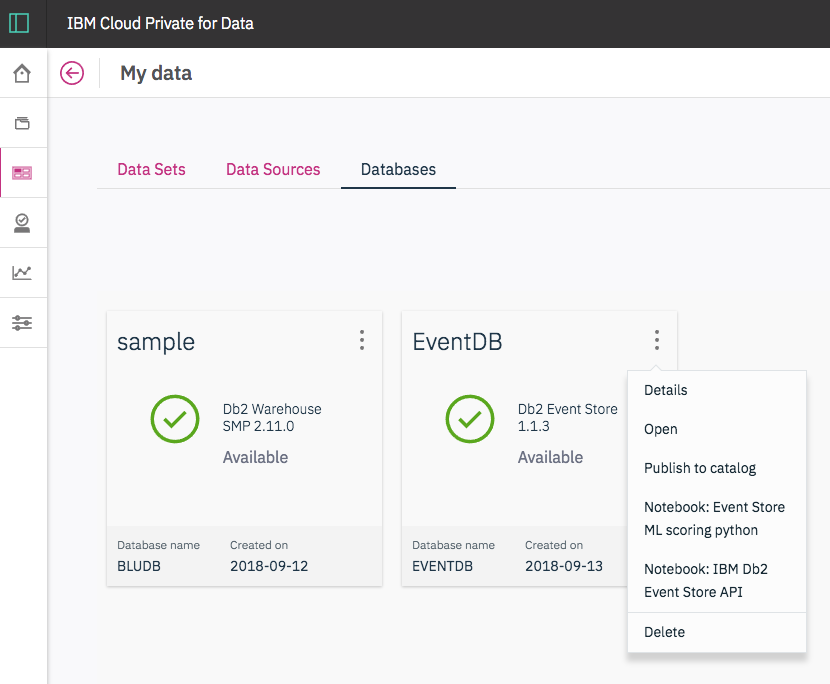 IBM Cloud Private for Data
My data
Data Sets
Data Sources
Databases
sample
Db2 Warehouse
SMP 2.11.0
Available
Database name
Created on
BLUDB
2018-09-12
EventDB
Db2 Event Store
1.1.3
Available
Database name
Created on
EVENTDB
2018-09-13
Details
Open
Publish to catalog
Notebook: Event Store
ML scoring python
Notebook: IBM Db2
Event Store API
Delete